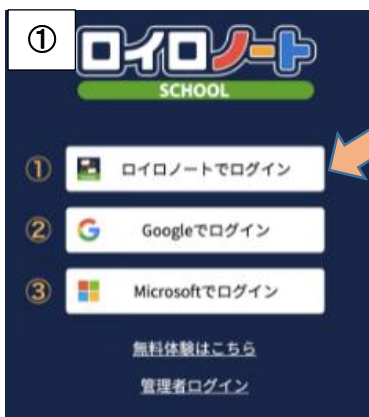 ①
ロイロノート
SCHOOL
① ロイロノートでログイン
② Googleでログイン
③ Microsoftでログイン
無料体験はこちら
管理者ログイン